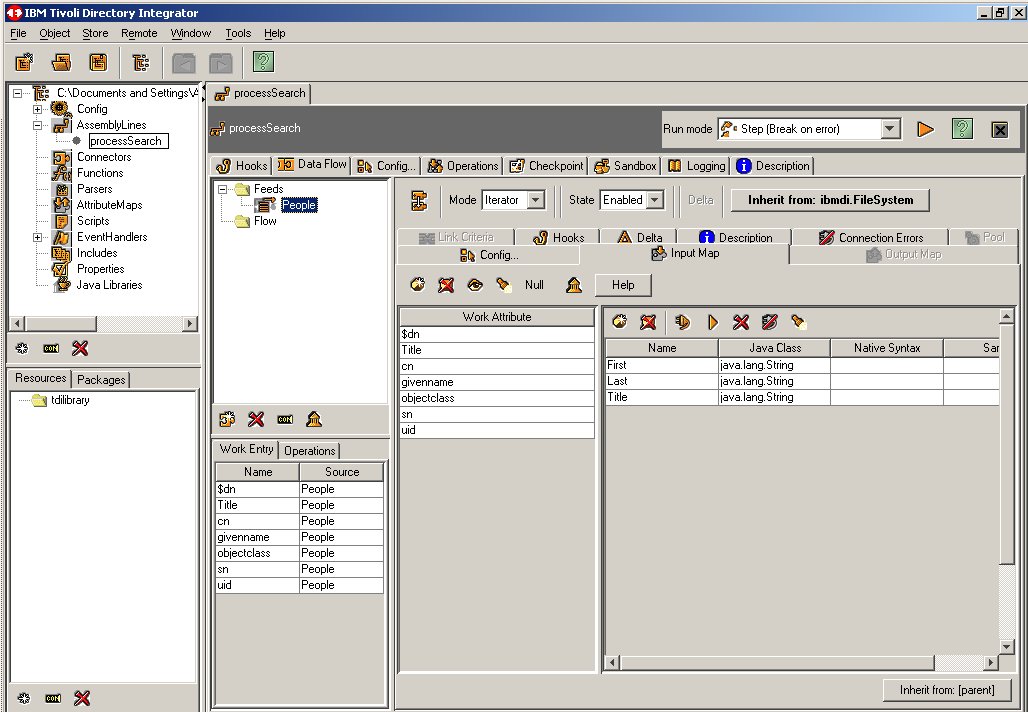 IBM Tivoli Directory Integrator
File Object Store Remote Window Tools Help
C:\Documents and Settings\A
Config
AssemblyLines
processSearch
Connectors
Functions
Parsers
AttributeMaps
Scripts
EventHandlers
Includes
Properties
Java Libraries
Resources Packages
tdilibrary
processSearch
processSearch
Run mode Step (Break on error)
Hooks Data Flow Config... Operations Checkpoint Sandbox Logging Description
Feeds
People
Flow
Work Entry Operations
Name Source
$dn People
Title People
cn People
givenname People
objectclass People
sn People
uid People
Mode Iterator State Enabled Delta Inherit from: ibmdi.FileSystem
Link Criteria Hooks Delta Description Connection Errors Pool
Config... Input Map Output Map
Null Help
Work Attribute
$dn
Title
cn
givenname
objectclass
sn
uid
Name Java Class Native Syntax Sar
First java.lang.String
Last java.lang.String
Title java.lang.String
Inherit from: [parent]